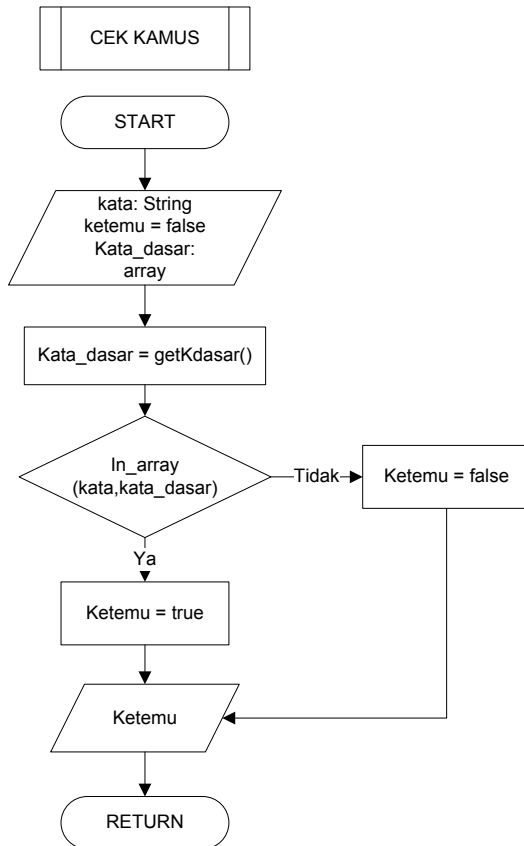 CEK KAMUS
START
kata: String
ketemu = false
Kata_dasar:
array
Kata_dasar = getKdasar()
In_array
(kata,kata_dasar)
Tidak
Ketemu = false
Ya
Ketemu = true
Ketemu
RETURN